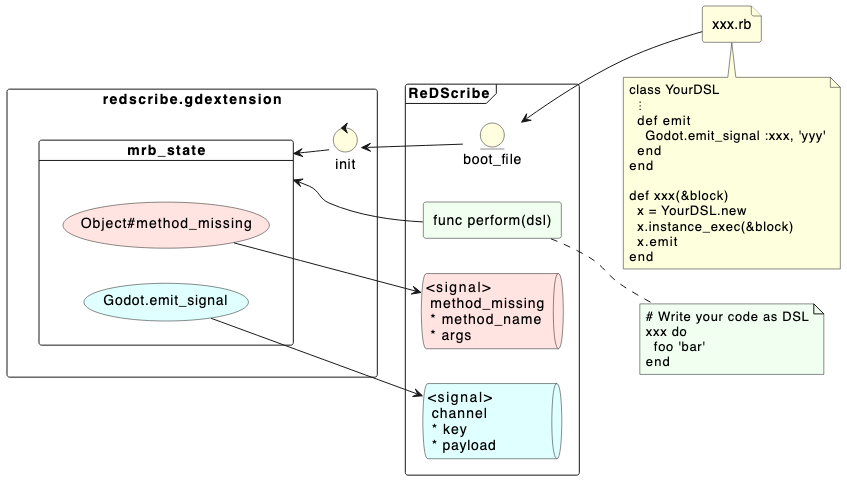 xxx.rb
class YourDSL
⋮
def emit
Godot.emit_signal :xxx, 'yyy'
end
end
def xxx(&block)
x = YourDSL.new
x.instance_exec(&block)
x.emit
end
redscribe.gdextension
mrb_state
init
Object#method_missing
Godot.emit_signal
ReDScribe
boot_file
func perform(dsl)
<signal>
method_missing
* method_name
* args
<signal>
channel
* key
* payload
# Write your code as DSL
xxx do
foo 'bar'
end